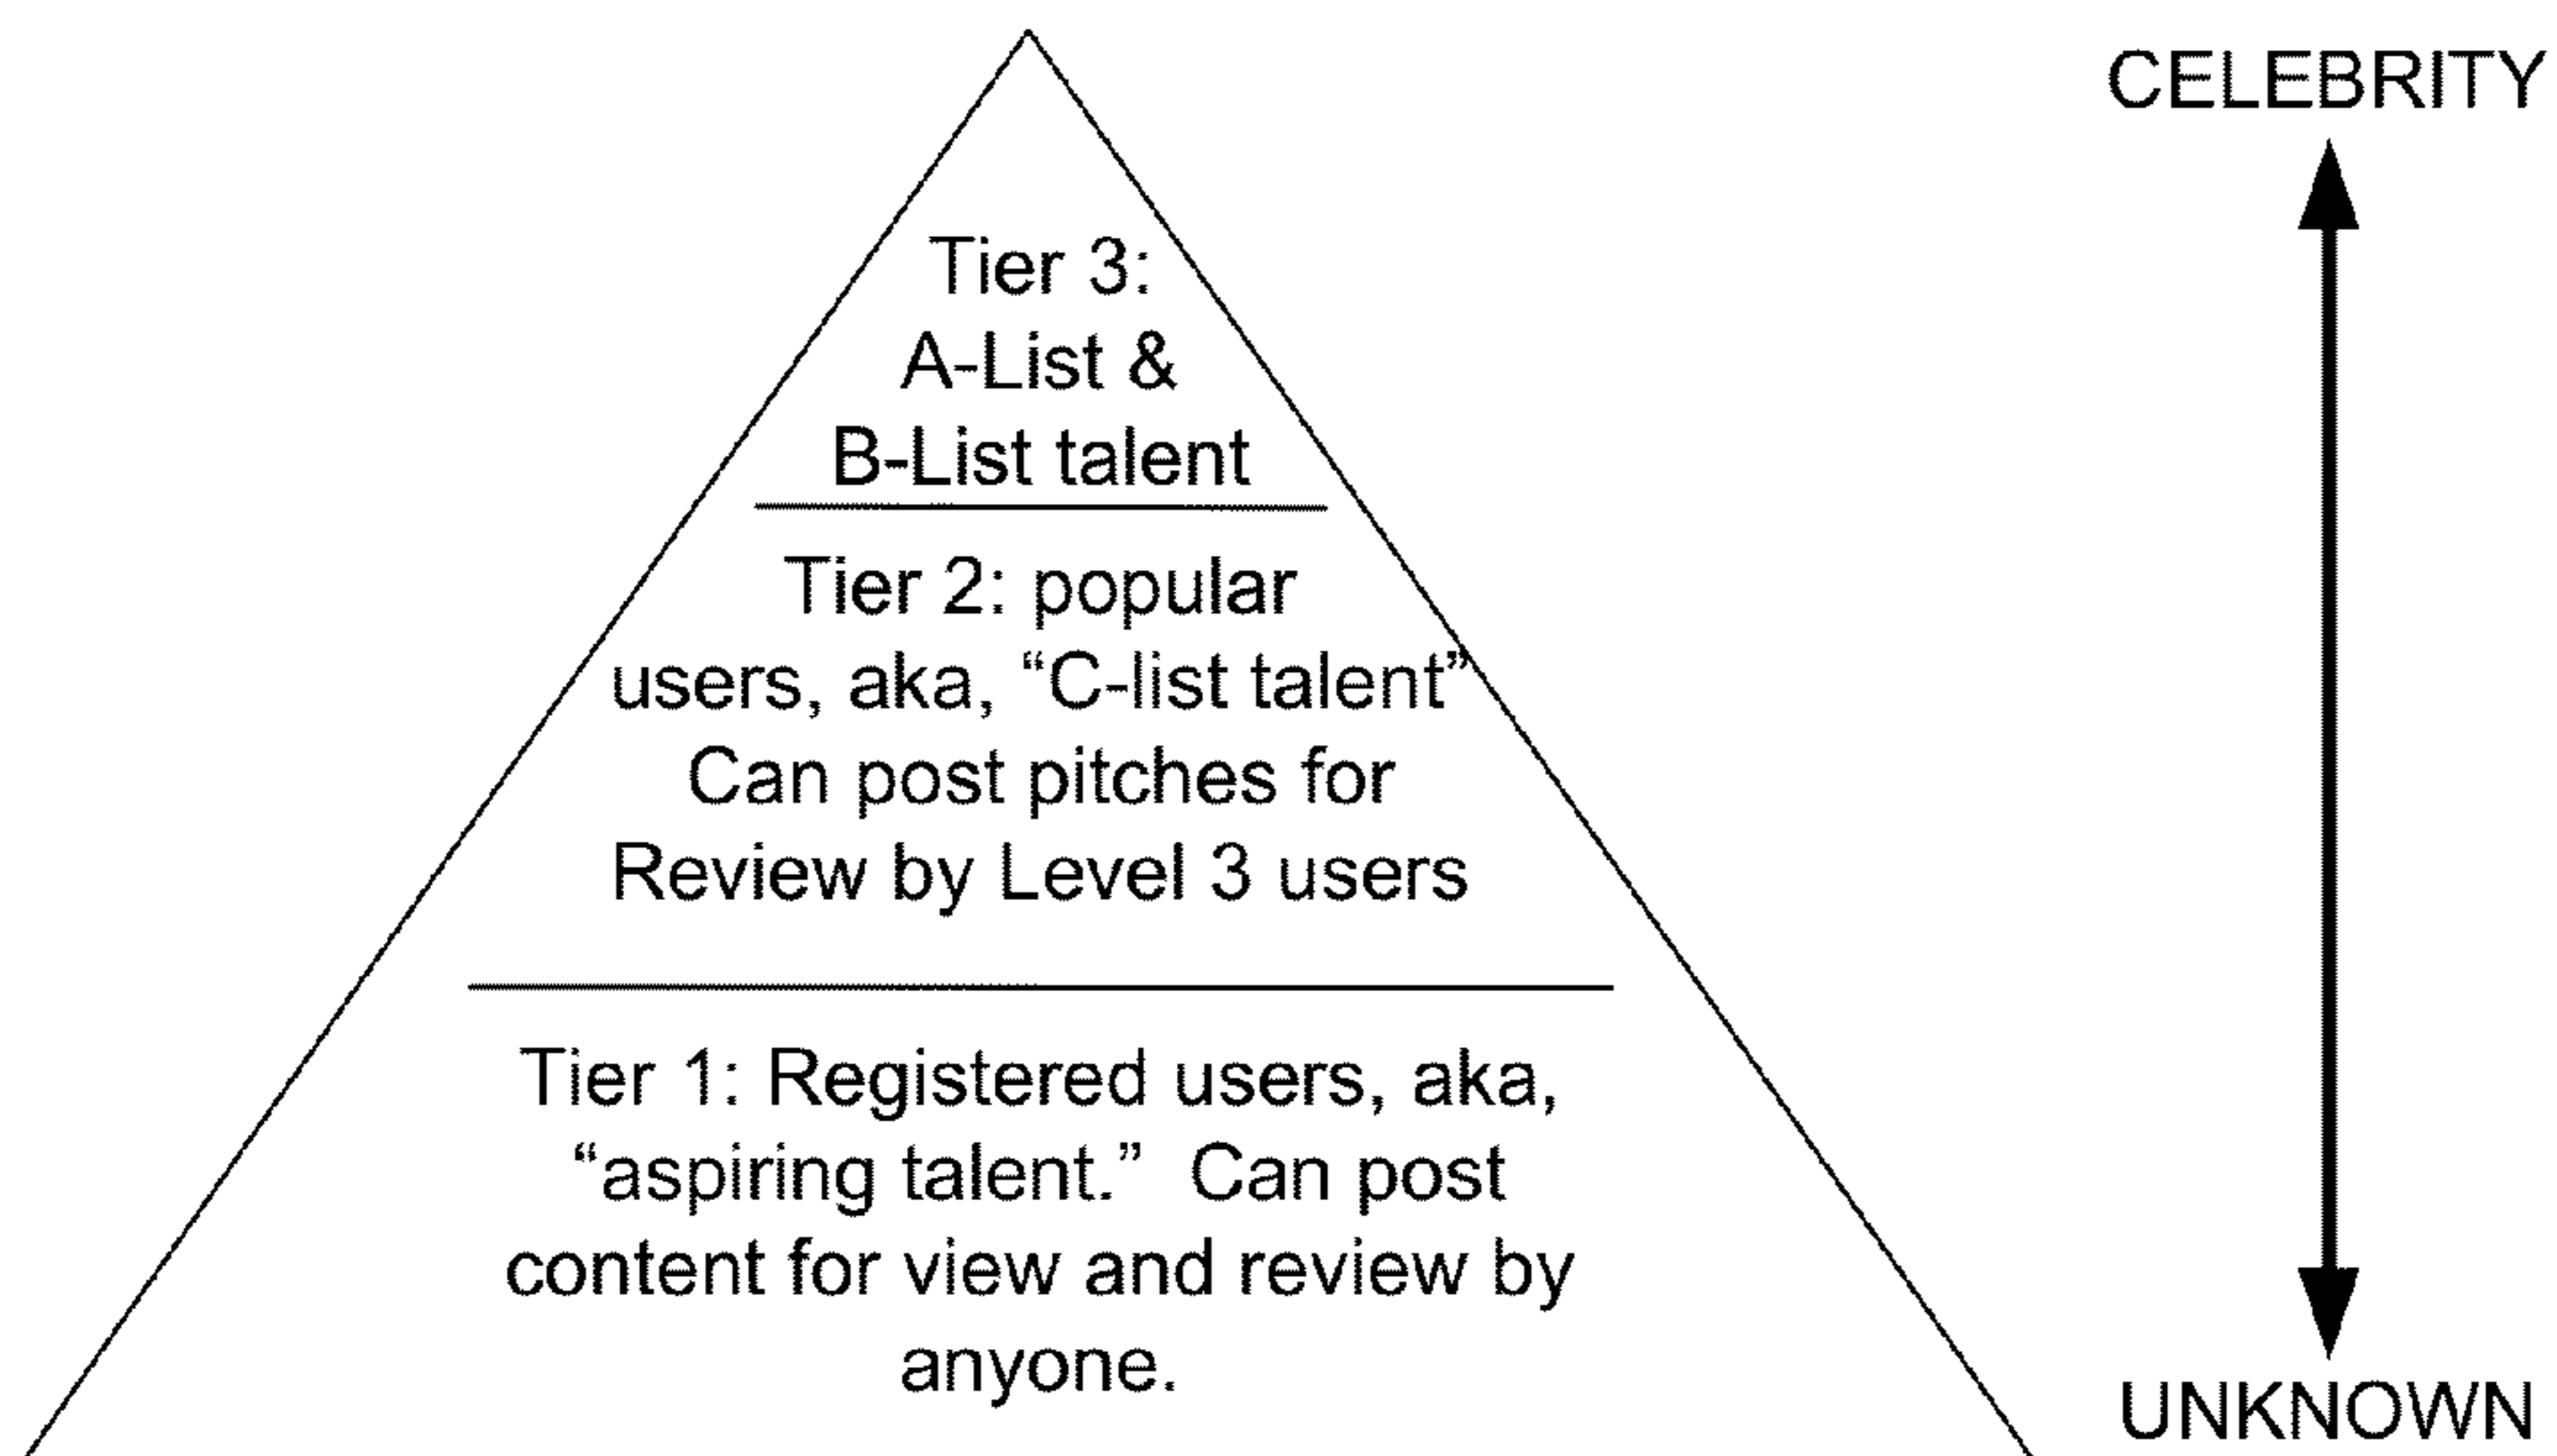 CELEBRITY
Tier 3:
A-List &
B-List talent
Tier 2: popular
users, aka, “C-list talent”
Can post pitches for
Review by Level 3 users
Tier 1: Registered users, aka,
“aspiring talent.” Can post
content for view and review by
anyone.
UNKNOWN